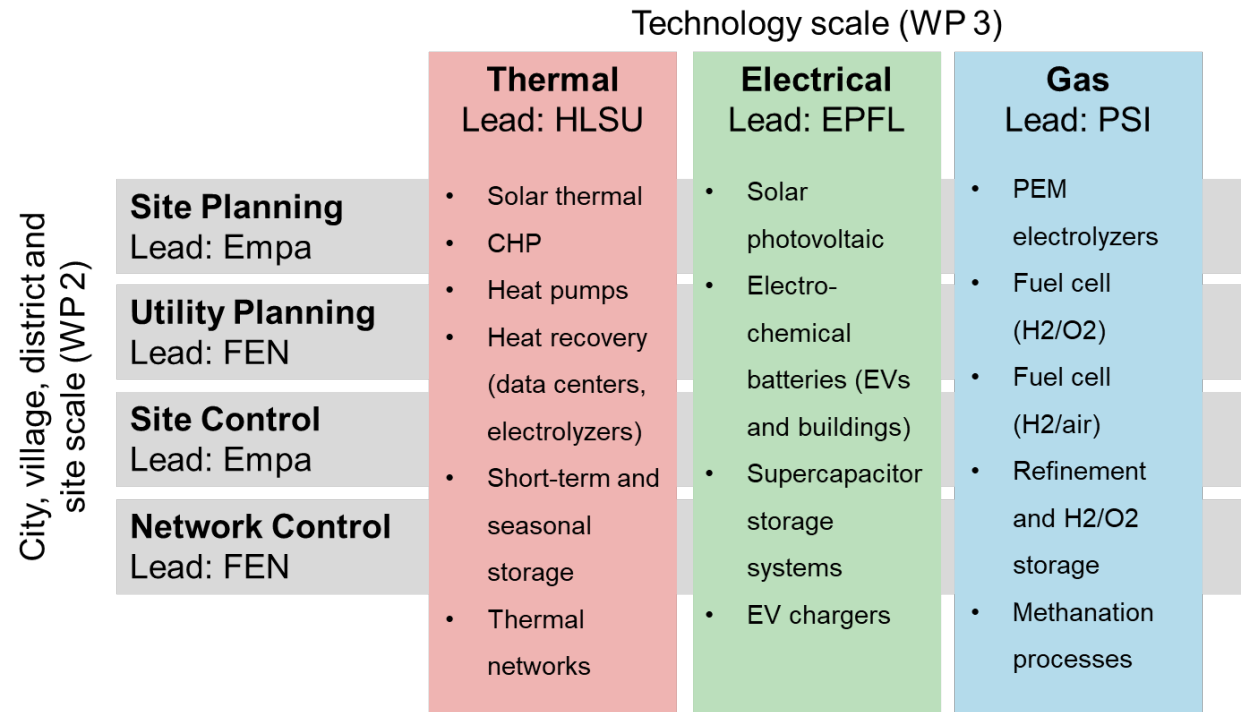 Technology scale (WP 3)
City, village, district and
site scale (WP 2)
Site Planning
Lead: Empa
Utility Planning
Lead: FEN
Site Control
Lead: Empa
Network Control
Lead: FEN
Thermal
Lead: HLSU
• Solar thermal
• CHP
• Heat pumps
• Heat recovery
(data centers,
electrolyzers)
• Short-term and
seasonal
storage
• Thermal
networks
Electrical
Lead: EPFL
• Solar
photovoltaic
• Electro-
chemical
batteries (EVs
and buildings)
• Supercapacitor
storage
systems
• EV chargers
Gas
Lead: PSI
• PEM
electrolyzers
• Fuel cell
(H2/O2)
• Fuel cell
(H2/air)
• Refinement
and H2/O2
storage
• Methanation
processes